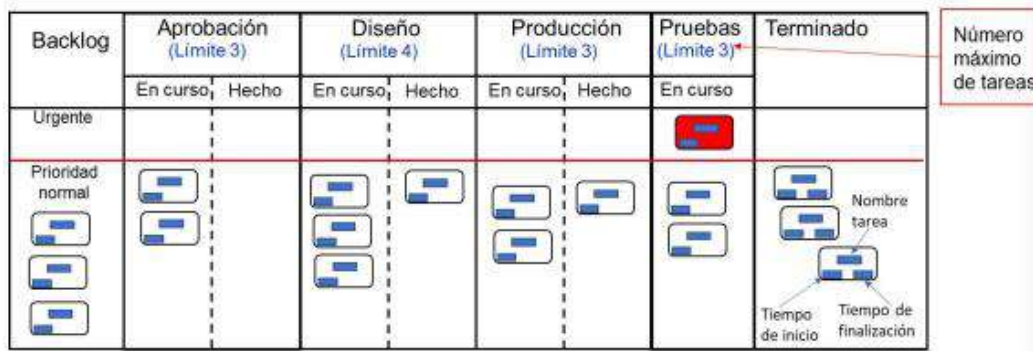 Backlog
Aprobación
(Límite 3)
Diseño
(Límite 4)
Producción
(Límite 3)
Pruebas
(Límite 3)
Terminado
Número
máximo
de tareas
En curso
Hecho
En curso
Hecho
En curso
Hecho
En curso
Urgente
Prioridad
normal
Nombre
tarea
Tiempo
de inicio
Tiempo de
finalización